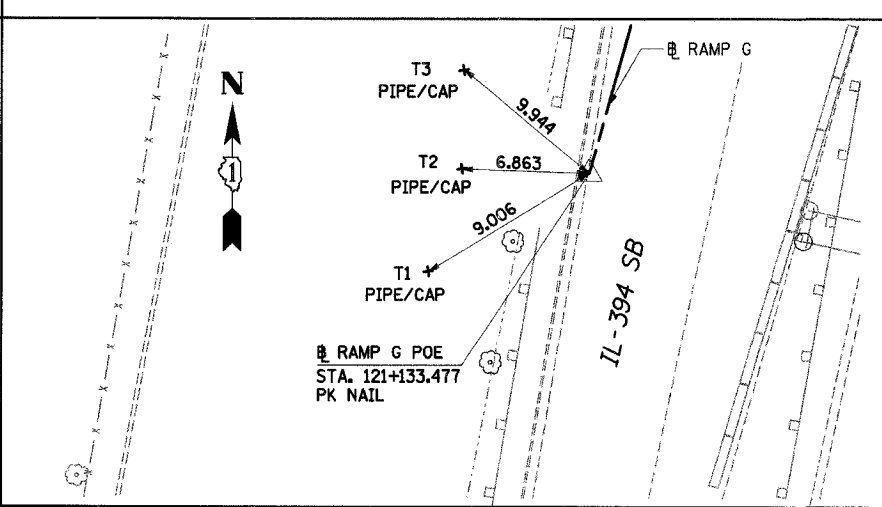 N
1
T3
PIPE/CAP
9.944
℄ RAMP G
T2
PIPE/CAP
6.863
9.006
T1
PIPE/CAP
IL-394 SB
℄ RAMP G POE
STA. 121+133.477
PK NAIL